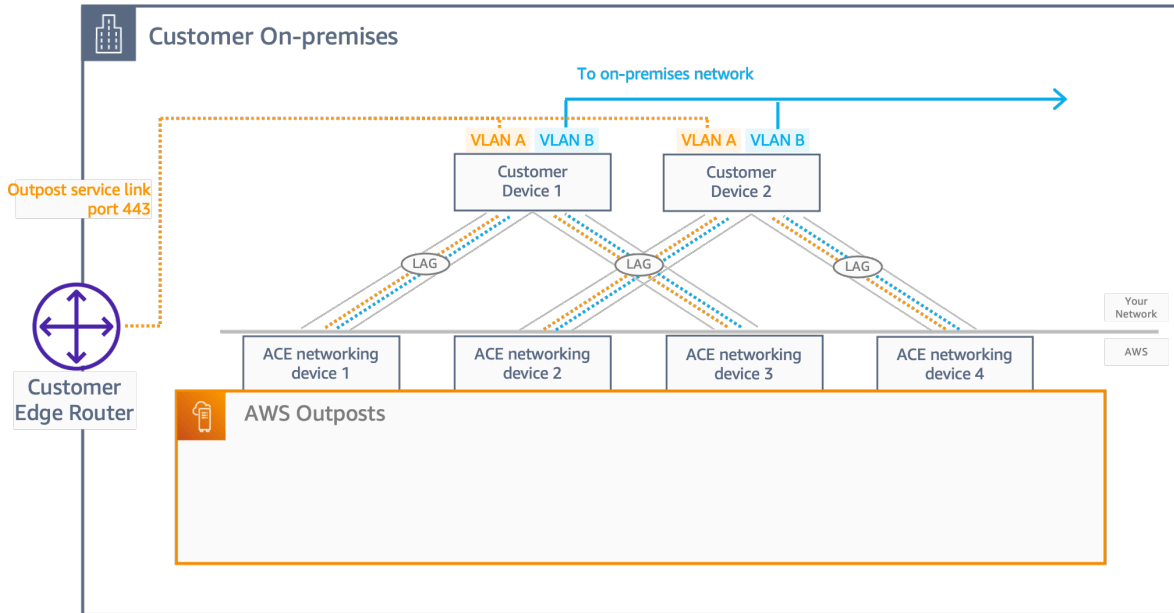 Customer On-premises
To on-premises network
VLAN A VLAN B
VLAN A VLAN B
Customer
Device 1
Customer
Device 2
Outpost service link
port 443
LAG
LAG
LAG
Your
Network
AWS
ACE networking
device 1
ACE networking
device 2
ACE networking
device 3
ACE networking
device 4
Customer
Edge Router
AWS Outposts